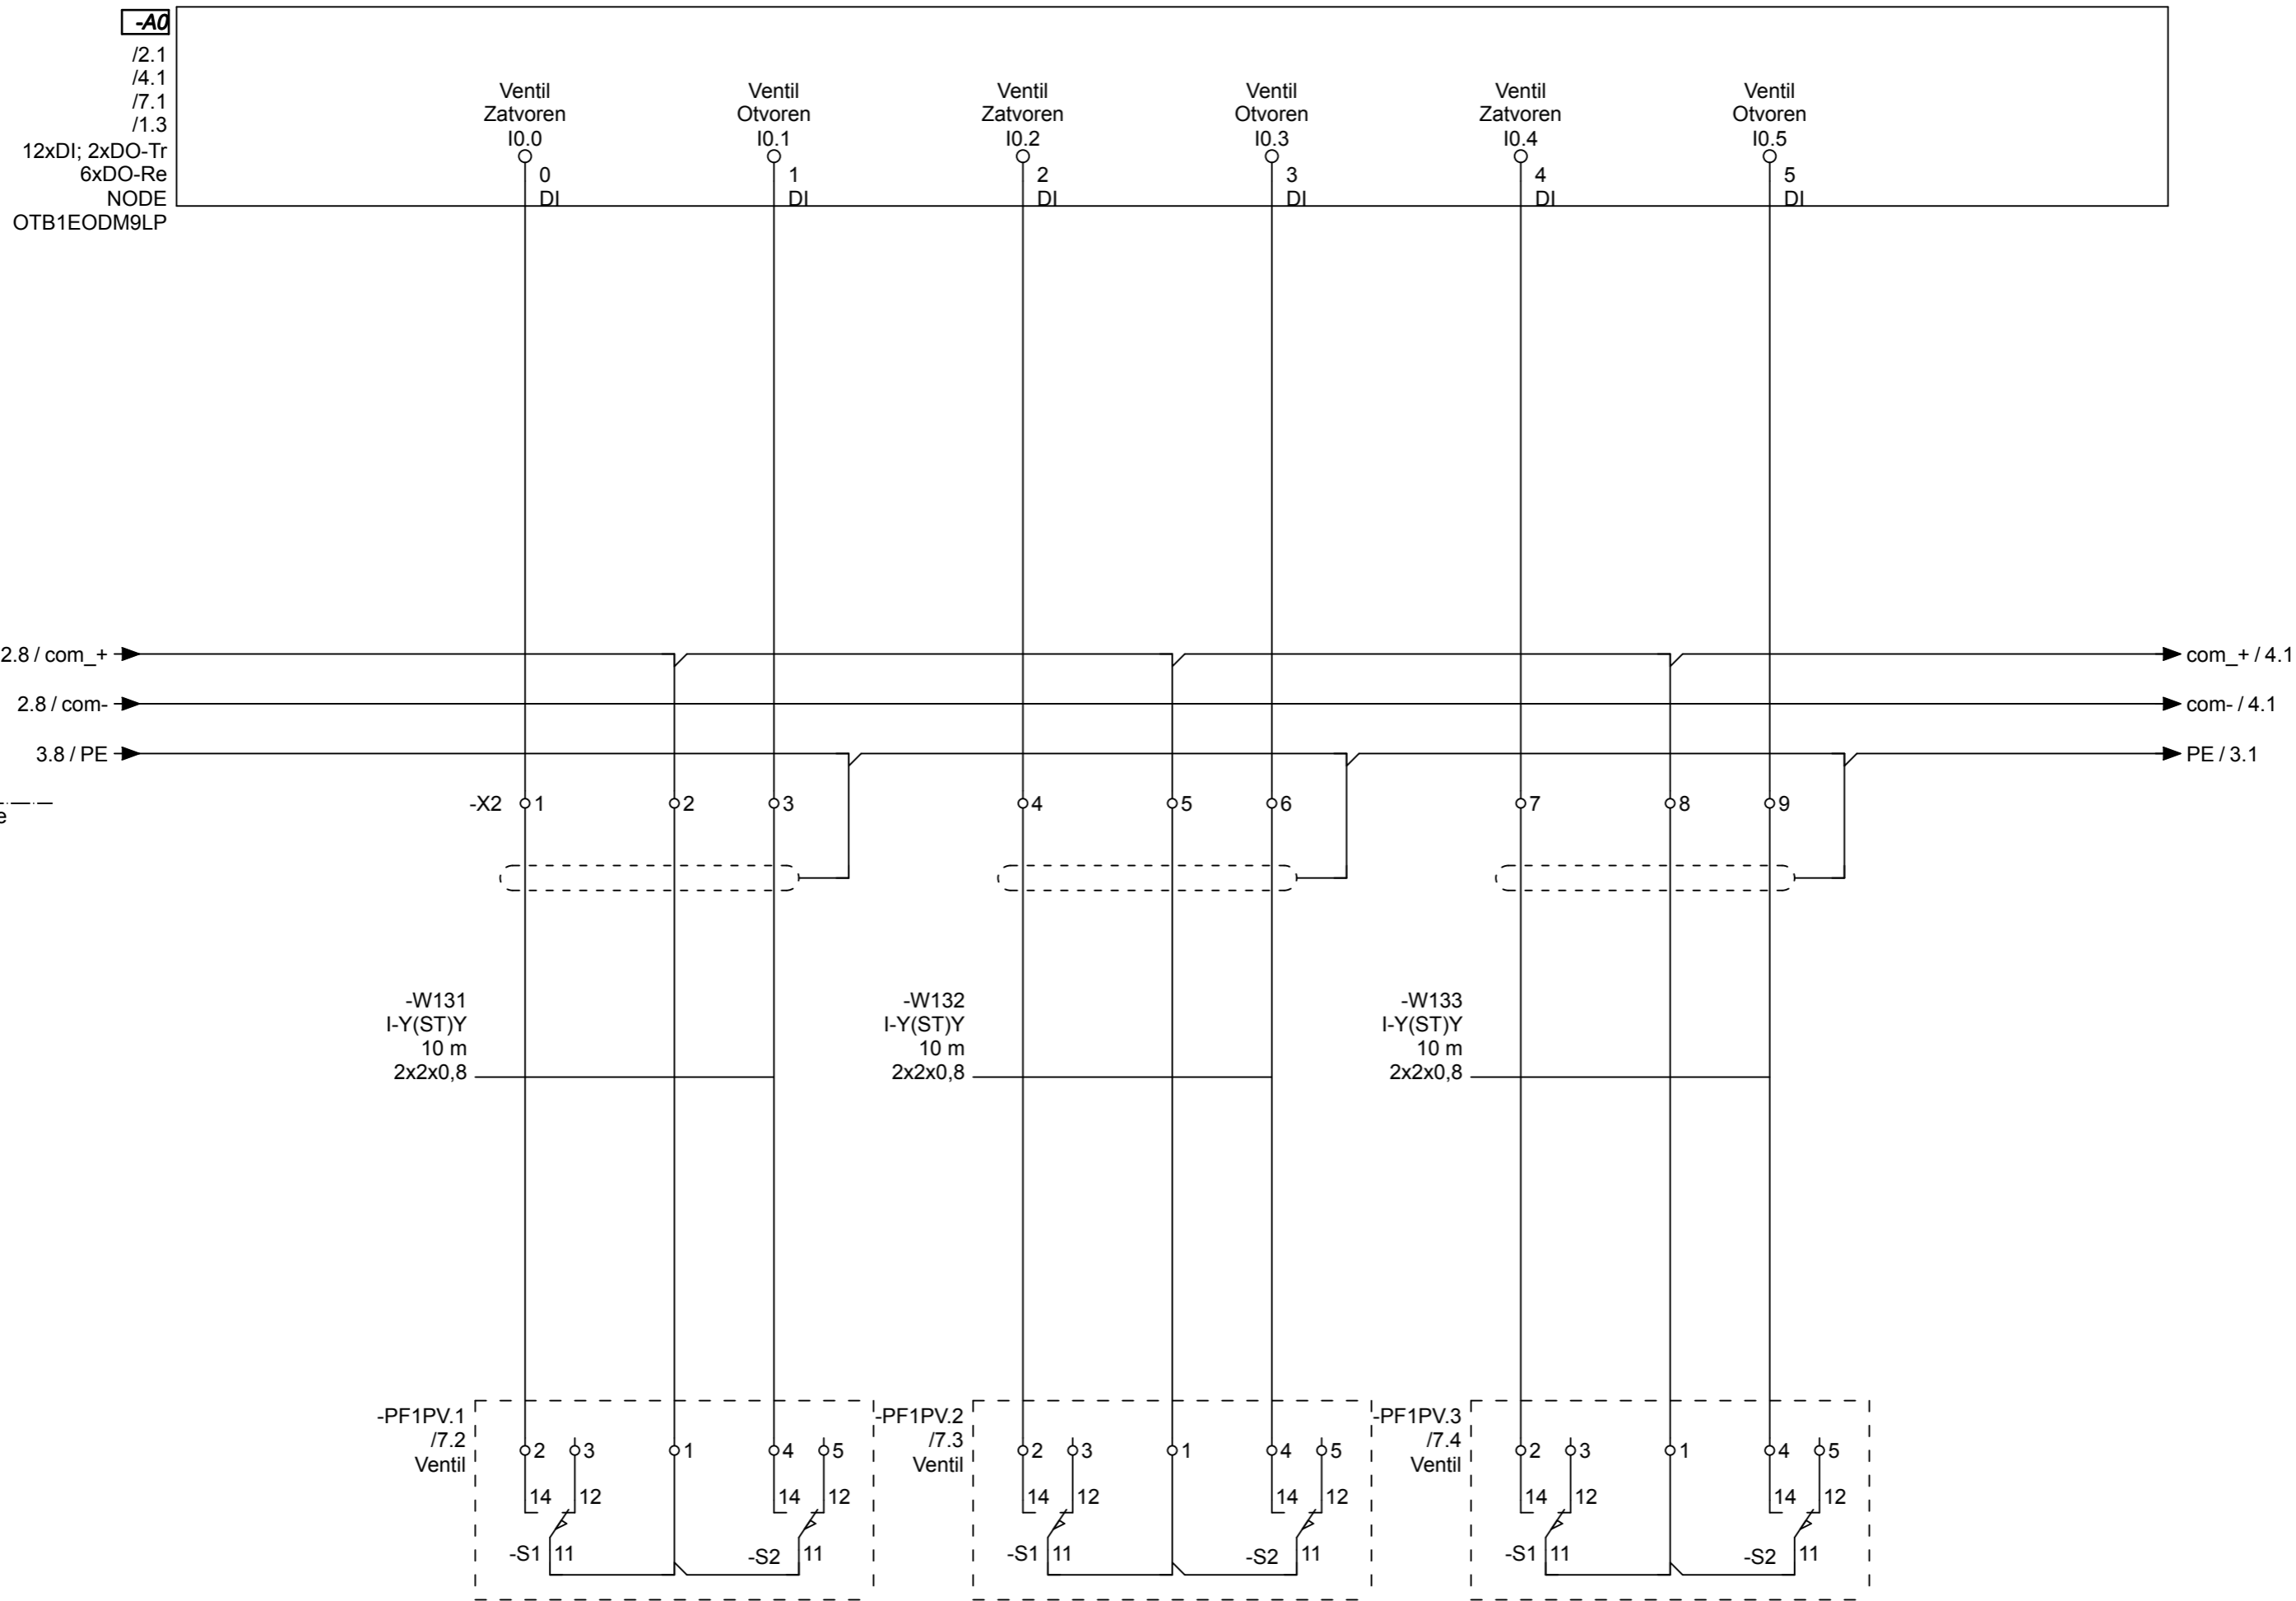 -A0
/2.1
/4.1
/7.1
/1.3
12xDI; 2xDO-Tr
6xDO-Re
NODE
OTB1EODM9LP
Ventil
Zatvoren
I0.0
0
DI
Ventil
Otvoren
I0.1
1
DI
Ventil
Zatvoren
I0.2
2
DI
Ventil
Otvoren
I0.3
3
DI
Ventil
Zatvoren
I0.4
4
DI
Ventil
Otvoren
I0.5
5
DI
2.8 / com_+
com_+ / 4.1
2.8 / com-
com- / 4.1
3.8 / PE
PE / 3.1
e
-X2 1 2 3 4 5 6 7 8 9
-W131
I-Y(ST)Y
10 m
2x2x0,8
-W132
I-Y(ST)Y
10 m
2x2x0,8
-W133
I-Y(ST)Y
10 m
2x2x0,8
-PF1PV.1
/7.2
Ventil
2 3 1 4 5
14 12 14 12
-S1 11 -S2 11
-PF1PV.2
/7.3
Ventil
2 3 1 4 5
14 12 14 12
-S1 11 -S2 11
-PF1PV.3
/7.4
Ventil
2 3 1 4 5
14 12 14 12
-S1 11 -S2 11